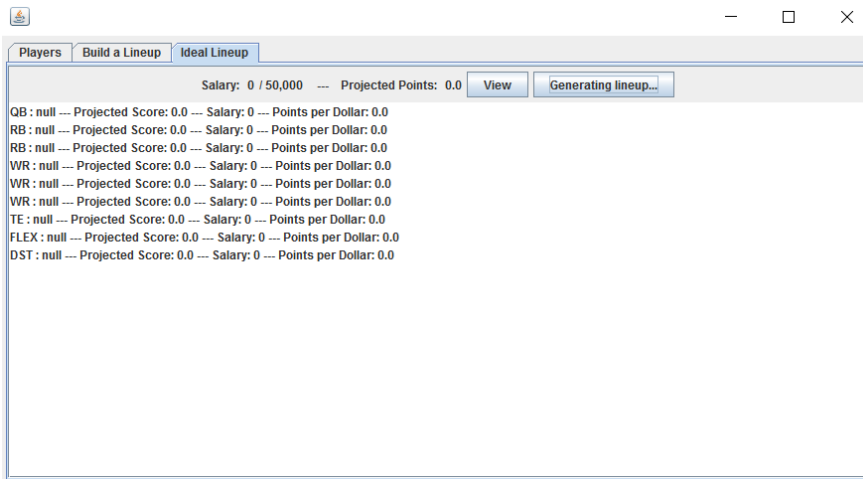 Players Build a Lineup Ideal Lineup
Salary: 0 / 50,000 --- Projected Points: 0.0 View Generating lineup...
QB : null --- Projected Score: 0.0 --- Salary: 0 --- Points per Dollar: 0.0
RB : null --- Projected Score: 0.0 --- Salary: 0 --- Points per Dollar: 0.0
RB : null --- Projected Score: 0.0 --- Salary: 0 --- Points per Dollar: 0.0
WR : null --- Projected Score: 0.0 --- Salary: 0 --- Points per Dollar: 0.0
WR : null --- Projected Score: 0.0 --- Salary: 0 --- Points per Dollar: 0.0
WR : null --- Projected Score: 0.0 --- Salary: 0 --- Points per Dollar: 0.0
TE : null --- Projected Score: 0.0 --- Salary: 0 --- Points per Dollar: 0.0
FLEX : null --- Projected Score: 0.0 --- Salary: 0 --- Points per Dollar: 0.0
DST : null --- Projected Score: 0.0 --- Salary: 0 --- Points per Dollar: 0.0